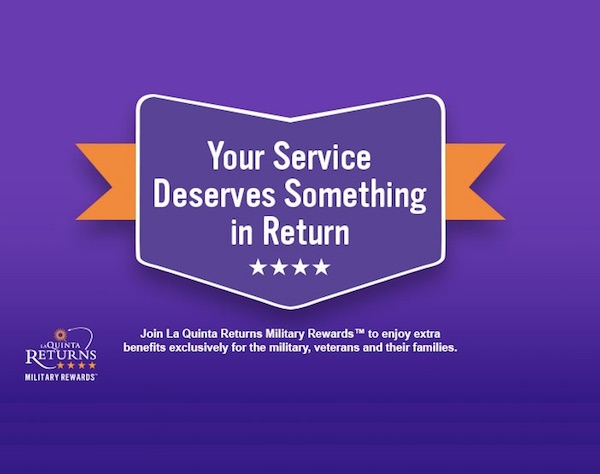 Your Service
Deserves Something
in Return
Join La Quinta Returns Military Rewards™ to enjoy extra
benefits exclusively for the military, veterans and their families.
LA QUINTA
RETURNS
MILITARY REWARDS™